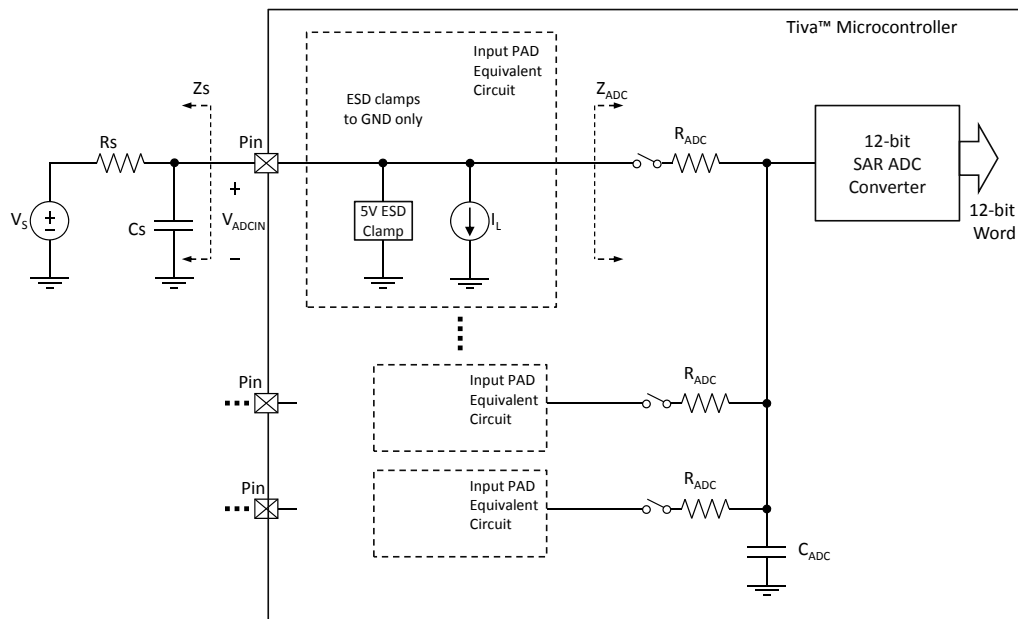 Tiva™ Microcontroller
Input PAD
Equivalent
Circuit
ESD clamps
to GND only
Zs
ZADC
Rs
Pin
RADC
12-bit
SAR ADC
Converter
+
VADCIN
−
VS
+
−
Cs
5V ESD
Clamp
IL
12-bit
Word
Pin
Input PAD
Equivalent
Circuit
RADC
Pin
Input PAD
Equivalent
Circuit
RADC
CADC